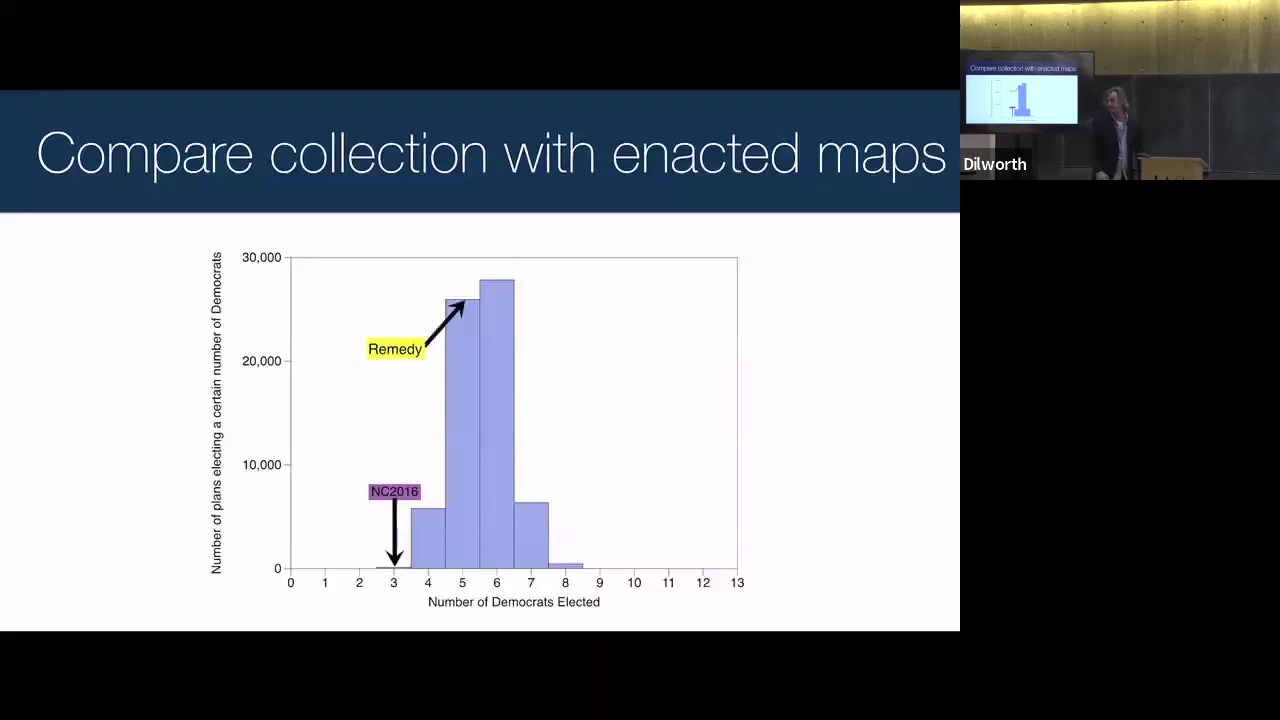 Compare collection with enacted maps
Number of plans electing a certain number of Democrats
30,000
20,000
10,000
0
Remedy
NC2016
0 1 2 3 4 5 6 7 8 9 10 11 12 13
Number of Democrats Elected
Compare collection with enacted maps
Dilworth